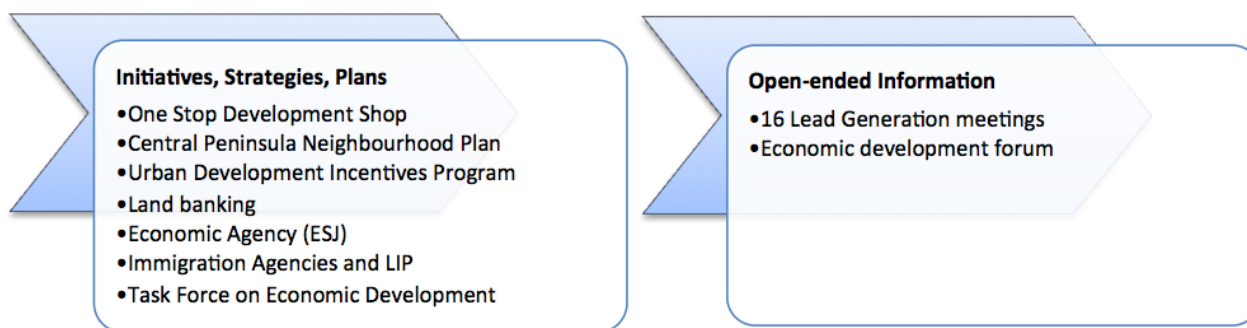 Initiatives, Strategies, Plans
•One Stop Development Shop
•Central Peninsula Neighbourhood Plan
•Urban Development Incentives Program
•Land banking
•Economic Agency (ESJ)
•Immigration Agencies and LIP
•Task Force on Economic Development
Open-ended Information
•16 Lead Generation meetings
•Economic development forum